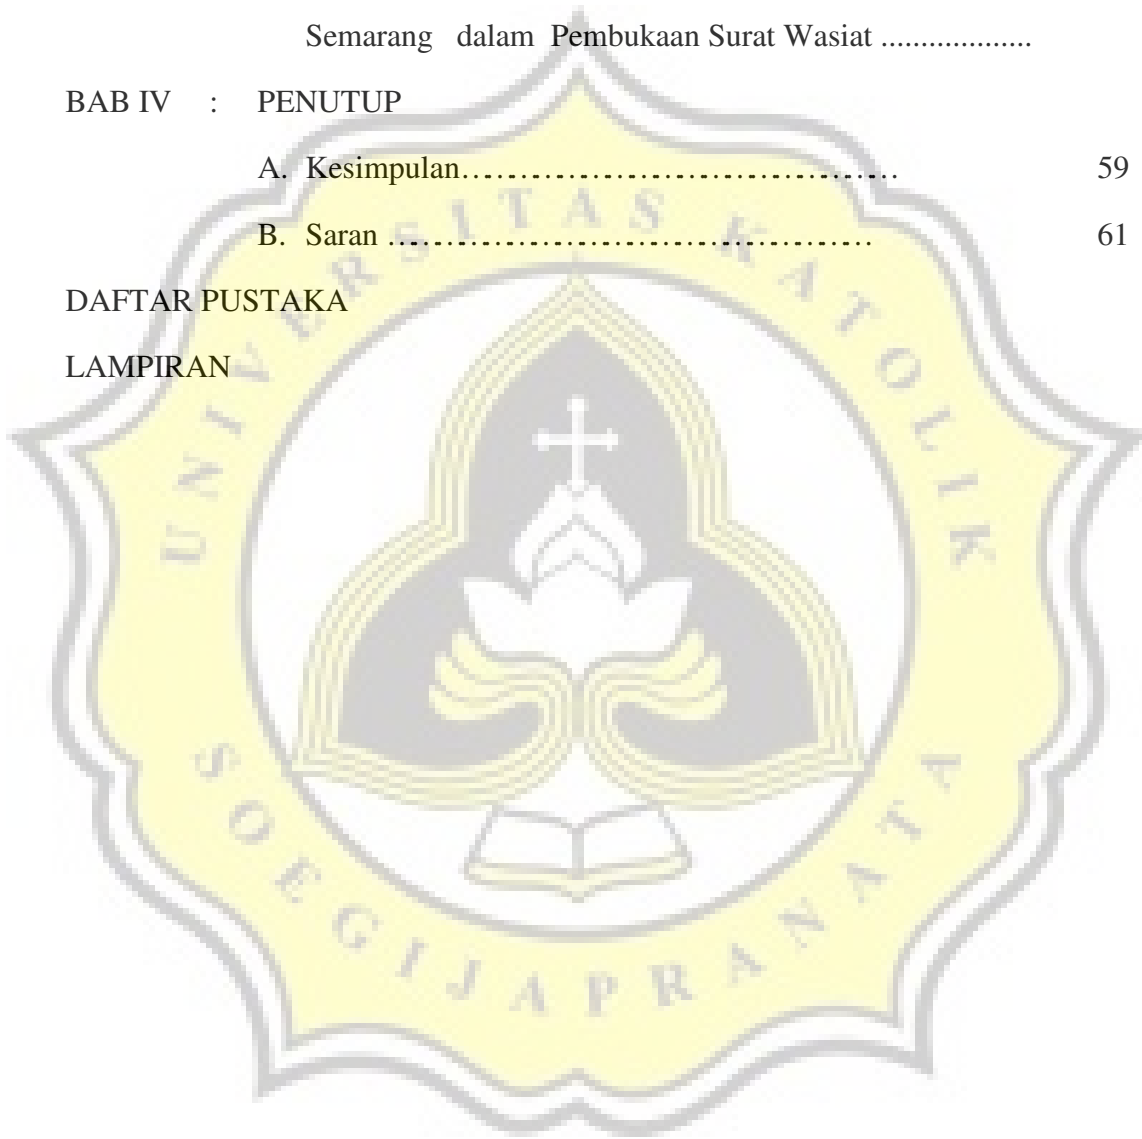 Semarang dalam Pembukaan Surat Wasiat ...................
BAB IV : PENUTUP
A. Kesimpulan………………………………………… 59
B. Saran ………………………………………… 61
DAFTAR PUSTAKA
LAMPIRAN
UNIVERSITAS KATOLIK
SOEGIJAPRANATA